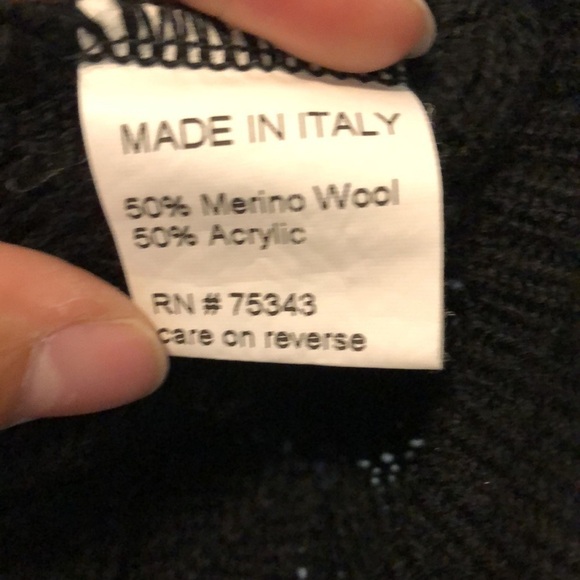 MADE IN ITALY
50% Merino Wool
50% Acrylic
RN # 75343
care on reverse